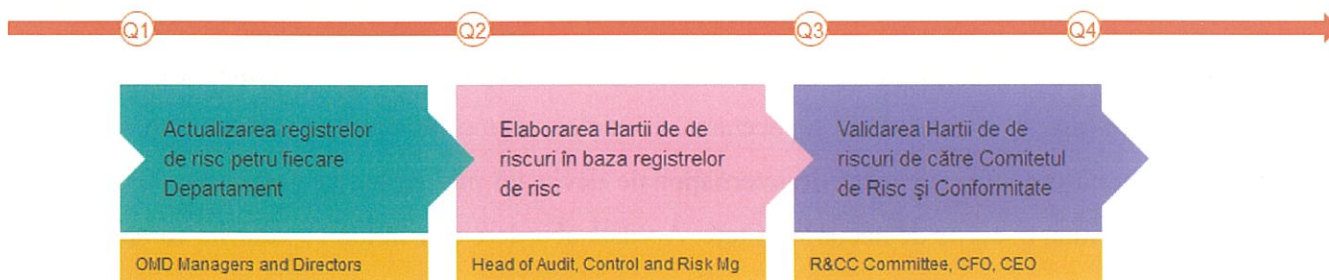 Q1 Q2 Q3 Q4
Actualizarea registrelor
de risc petru fiecare
Departament
Elaborarea Hartii de de
riscuri în baza registrelor
de risc
Validarea Hartii de de
riscuri de către Comitetul
de Risc şi Conformitate
OMD Managers and Directors
Head of Audit, Control and Risk Mg
R&CC Committee, CFO, CEO